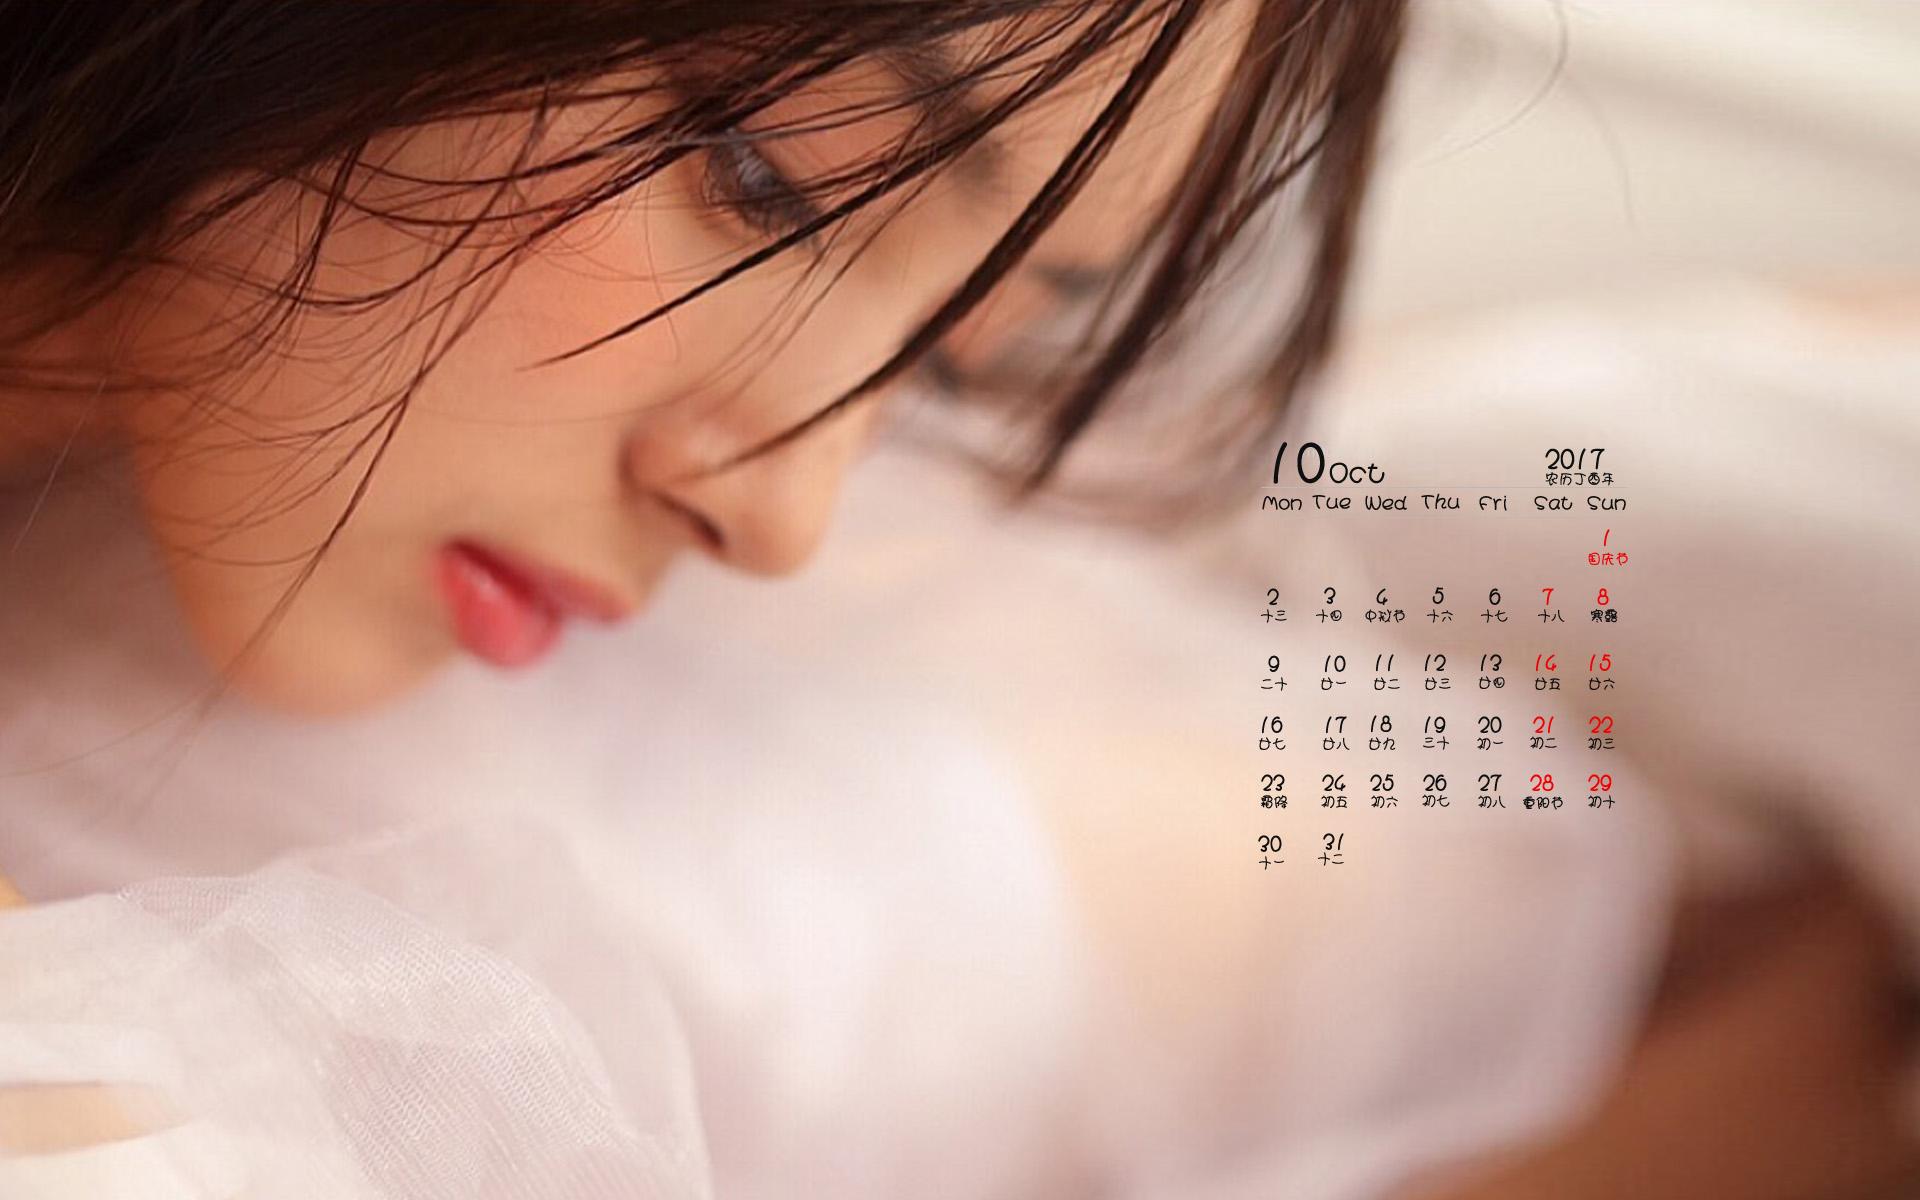 10 Oct 2017
农历丁酉年
Mon Tue Wed Thu Fri Sat Sun
1
国庆节
2 3 4 5 6 7 8
十三 十四 中秋节 十六 十七 十八 寒露
9 10 11 12 13 14 15
二十 廿一 廿二 廿三 廿四 廿五 廿六
16 17 18 19 20 21 22
廿七 廿八 廿九 三十 初一 初二 初三
23 24 25 26 27 28 29
霜降 初五 初六 初七 初八 重阳节 初十
30 31
十一 十二